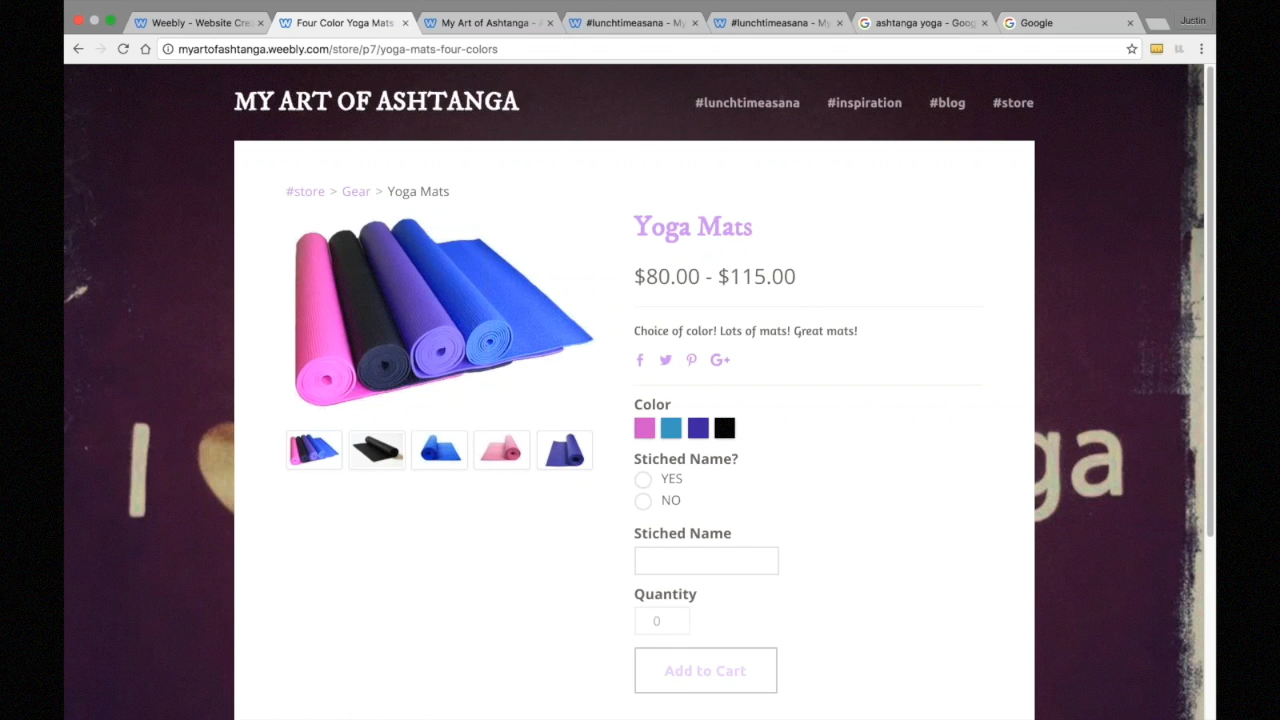 Weebly - Website Crea
Four Color Yoga Mats
My Art of Ashtanga - A
#lunchtimeasana - My
#lunchtimeasana - My
ashtanga yoga - Goog
Google
Justin
myartofashtanga.weebly.com/store/p7/yoga-mats-four-colors
MY ART OF ASHTANGA
#lunchtimeasana
#inspiration
#blog
#store
#store > Gear > Yoga Mats
Yoga Mats
$80.00 - $115.00
Choice of color! Lots of mats! Great mats!
Color
Stiched Name?
YES
NO
Stiched Name
Quantity
0
Add to Cart
I
ga